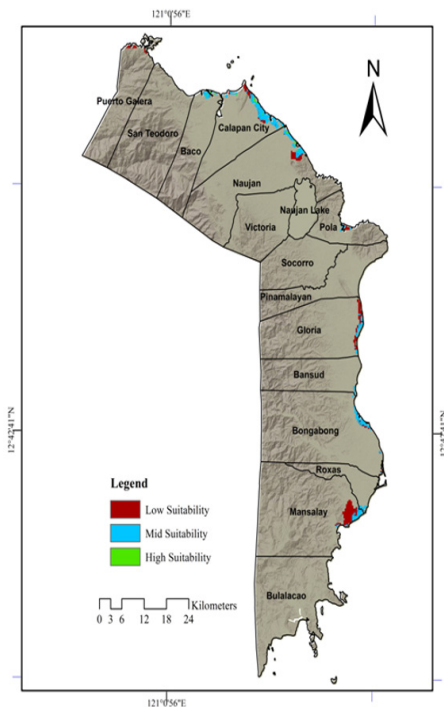 121°0'56"E
N
Puerto Galera
San Teodoro
Baco
Calapan City
Naujan
Naujan Lake
Victoria
Pola
Socorro
Pinamalayan
Gloria
Bansud
Bongabong
Roxas
Mansalay
Bulalacao
12°42'41"N
Legend
Low Suitability
Mid Suitability
High Suitability
Kilometers
0 3 6 12 18 24
121°0'56"E